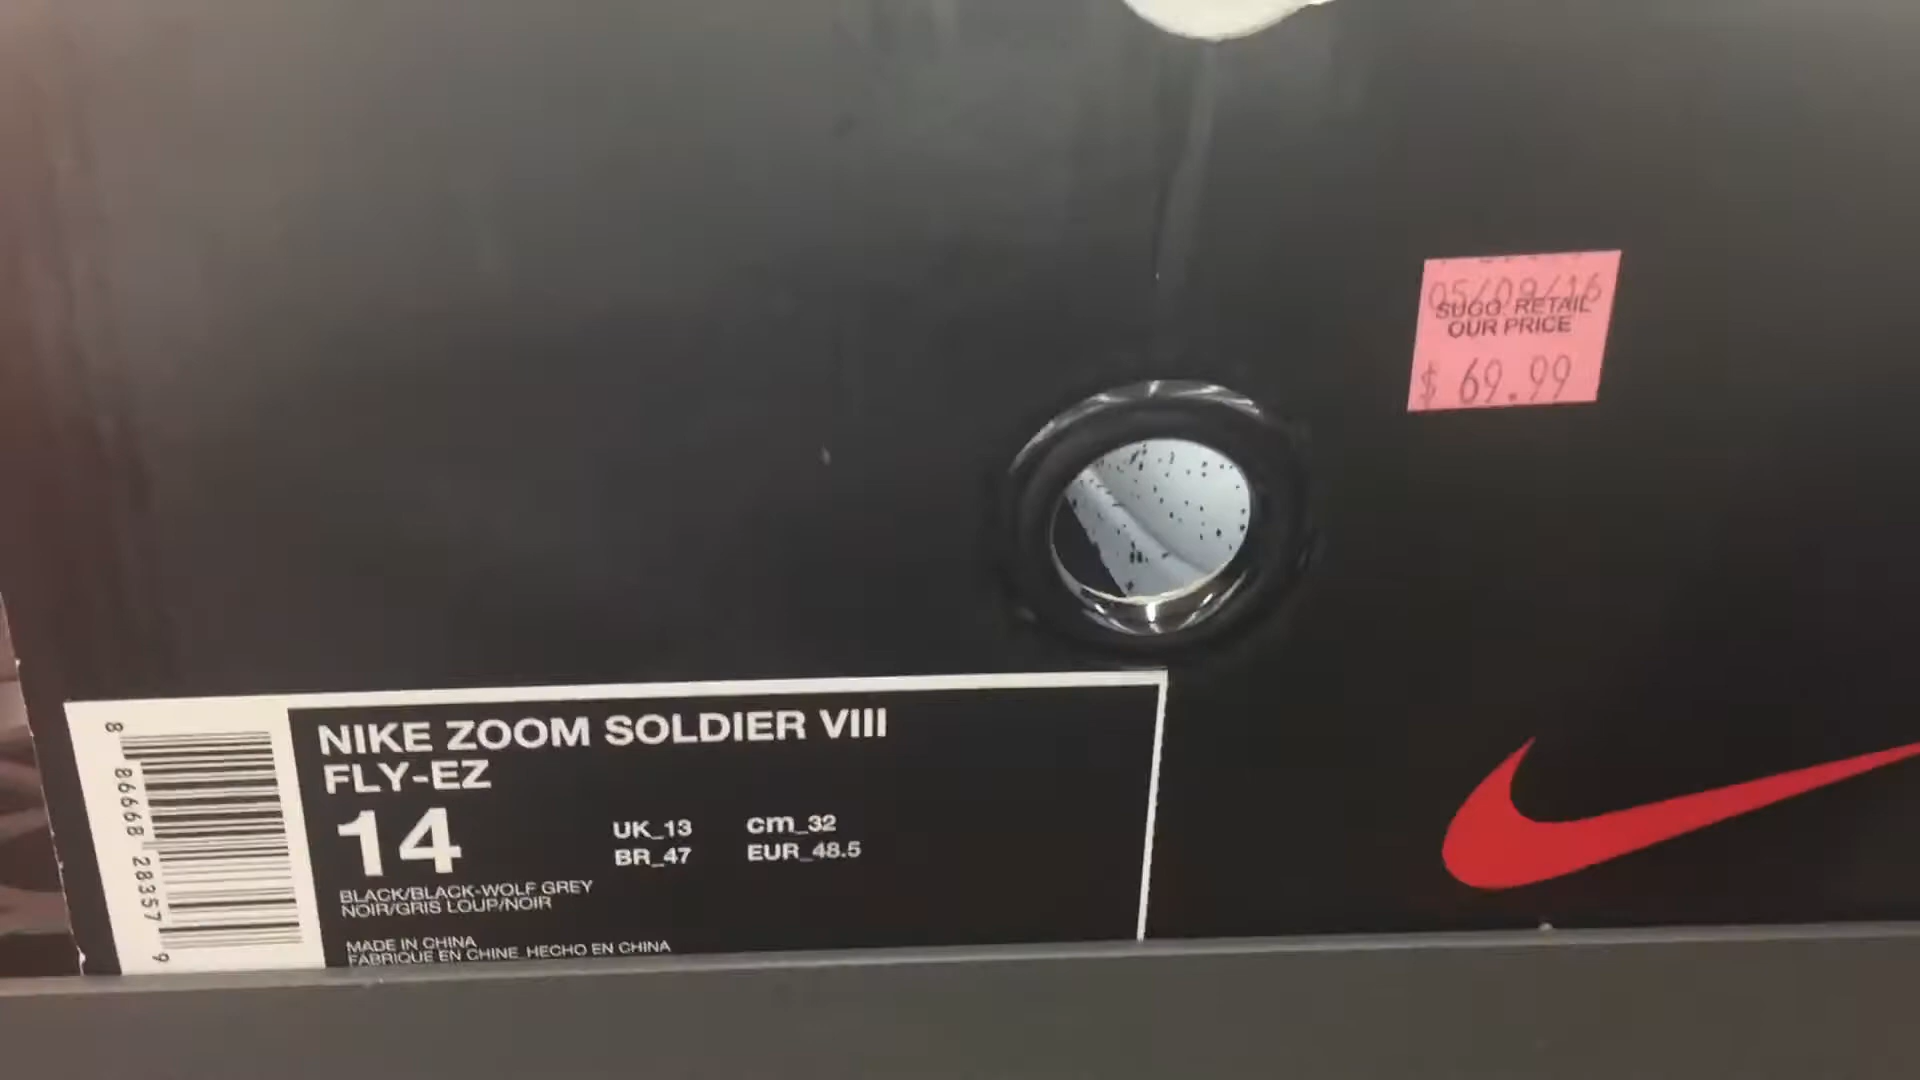 05/09/16
SUGG. RETAIL
OUR PRICE
$ 69.99
NIKE ZOOM SOLDIER VIII
FLY-EZ
14
UK_13 cm_32
BR_47 EUR_48.5
BLACK/BLACK-WOLF GREY
NOIR/GRIS LOUP/NOIR
MADE IN CHINA
FABRIQUE EN CHINE HECHO EN CHINA
8 86668 28357 9